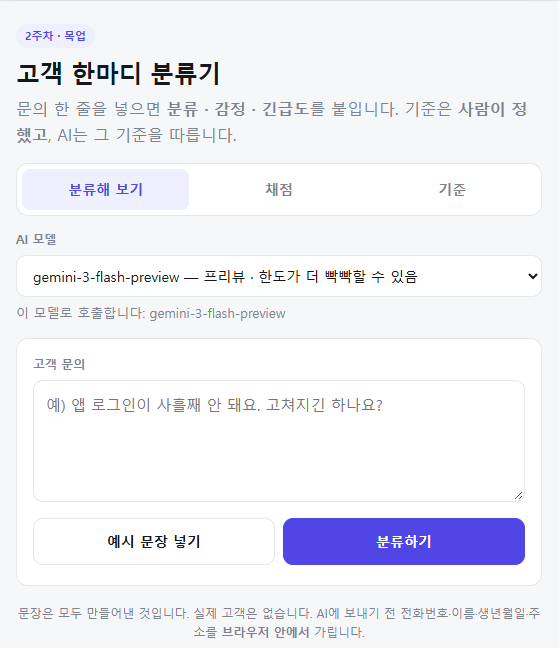 2주차 · 목업
고객 한마디 분류기
문의 한 줄을 넣으면 분류 · 감정 · 긴급도를 붙입니다. 기준은 사람이 정
했고, AI는 그 기준을 따릅니다.
분류해 보기 채점 기준
AI 모델
gemini-3-flash-preview — 프리뷰 · 한도가 더 빡빡할 수 있음
이 모델로 호출합니다: gemini-3-flash-preview
고객 문의
예) 앱 로그인이 사흘째 안 돼요. 고쳐지긴 하나요?
예시 문장 넣기 분류하기
문장은 모두 만들어낸 것입니다. 실제 고객은 없습니다. AI에 보내기 전 전화번호·이름·생년월일·주
소를 브라우저 안에서 가립니다.